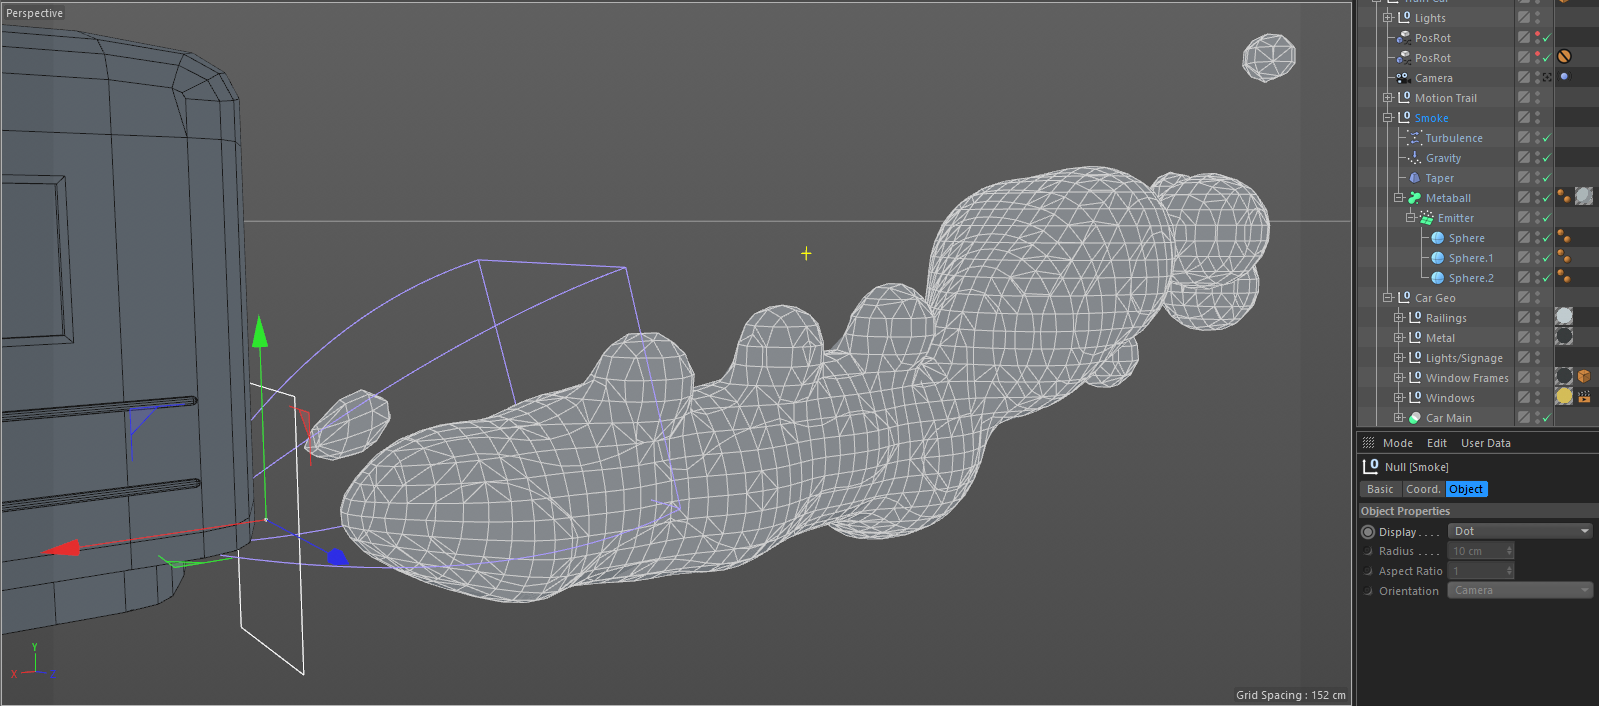 Perspective
Train Car
Lights
PosRot
PosRot
Camera
Motion Trail
Smoke
Turbulence
Gravity
Taper
Metaball
Emitter
Sphere
Sphere.1
Sphere.2
Car Geo
Railings
Metal
Lights/Signage
Window Frames
Windows
Car Main
Mode Edit User Data
Null [Smoke]
Basic Coord. Object
Object Properties
Display . . . . Dot
Radius . . . . 10 cm
Aspect Ratio 1
Orientation Camera
Y
X
Grid Spacing : 152 cm